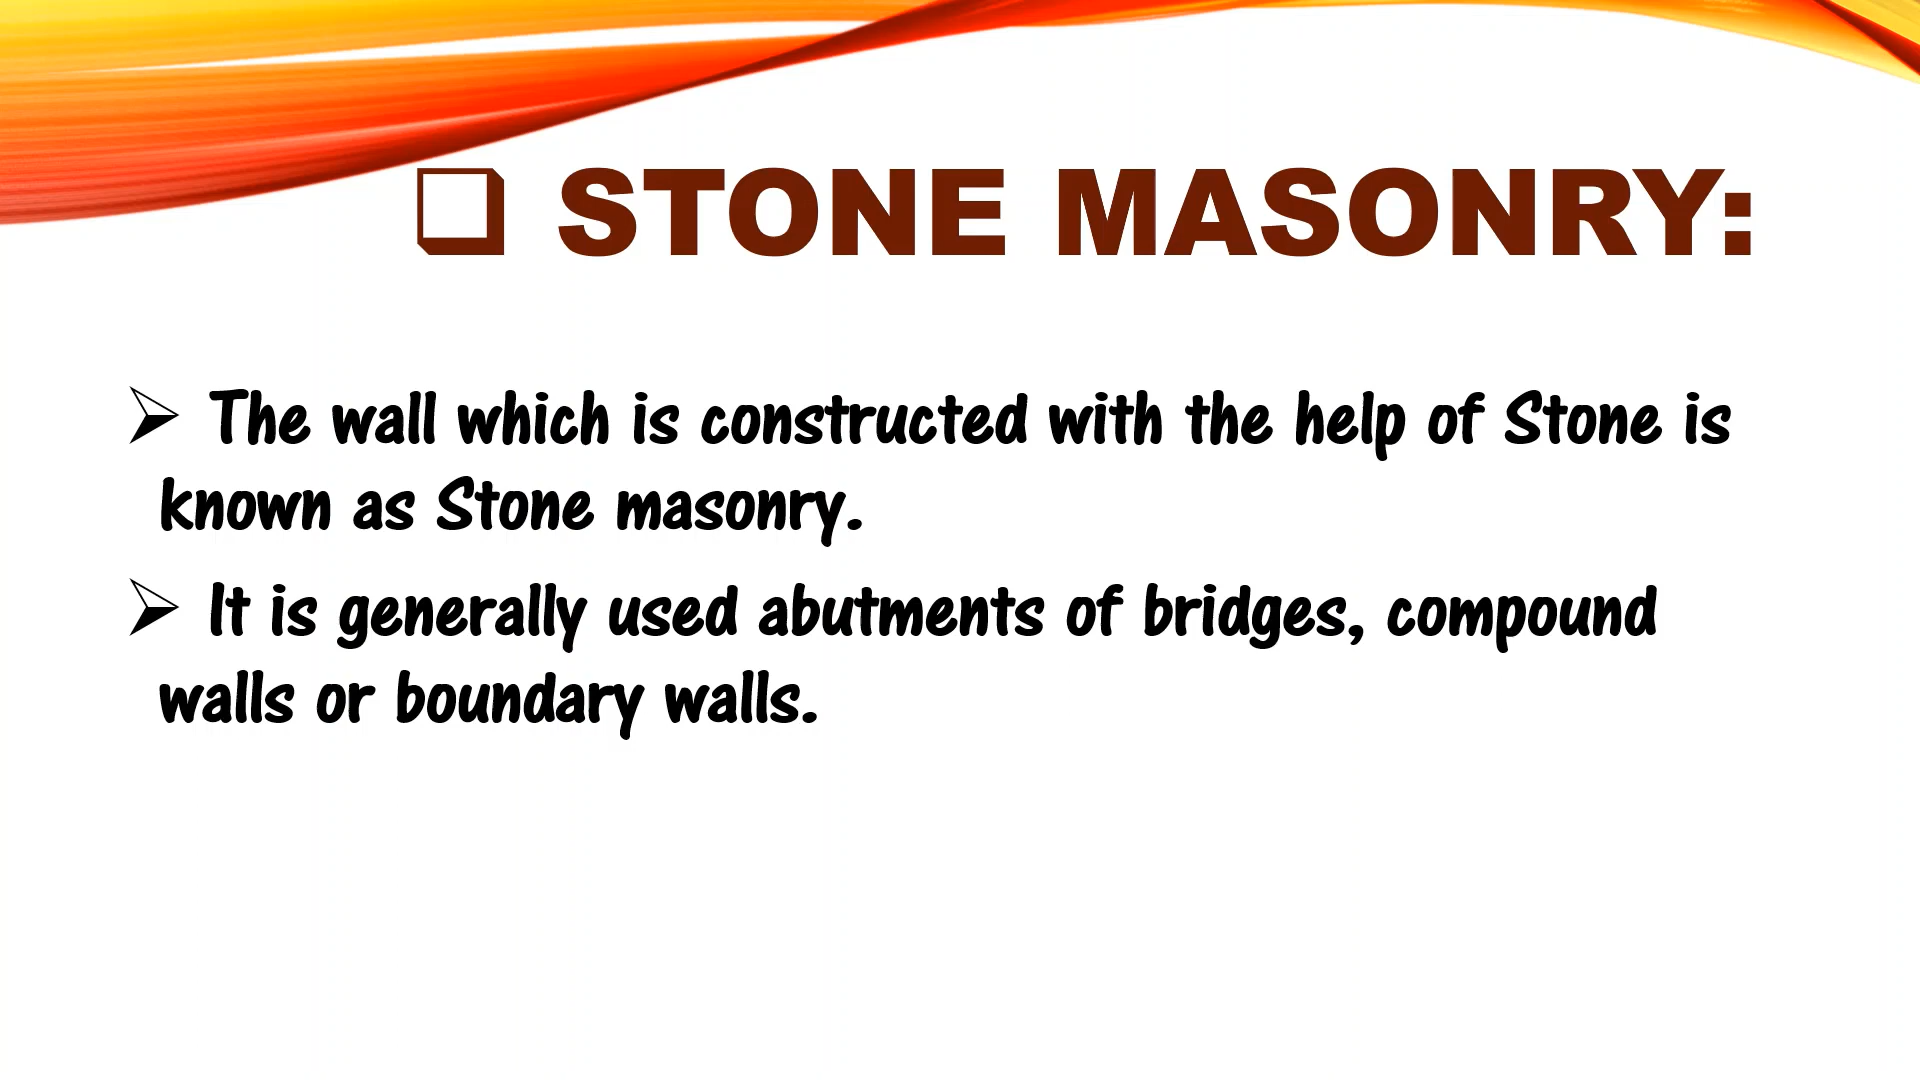 ❑ STONE MASONRY:
➢ The wall which is constructed with the help of Stone is
known as Stone masonry.
➢ It is generally used abutments of bridges, compound
walls or boundary walls.